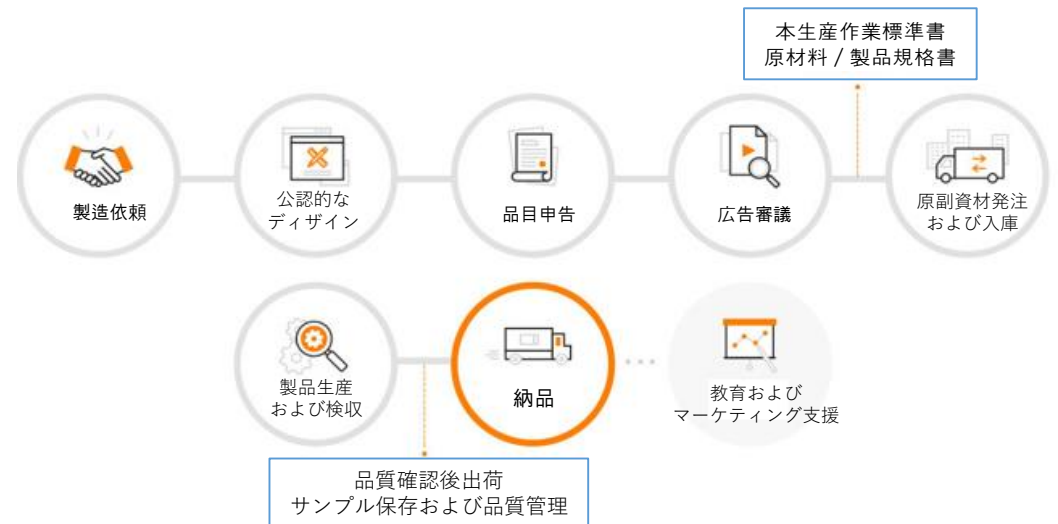 本生産作業標準書
原材料 / 製品規格書
製造依頼
公認的な
ディザイン
品目申告
広告審議
原副資材発注
および入庫
製品生産
および検収
納品
教育および
マーケティング支援
品質確認後出荷
サンプル保存および品質管理